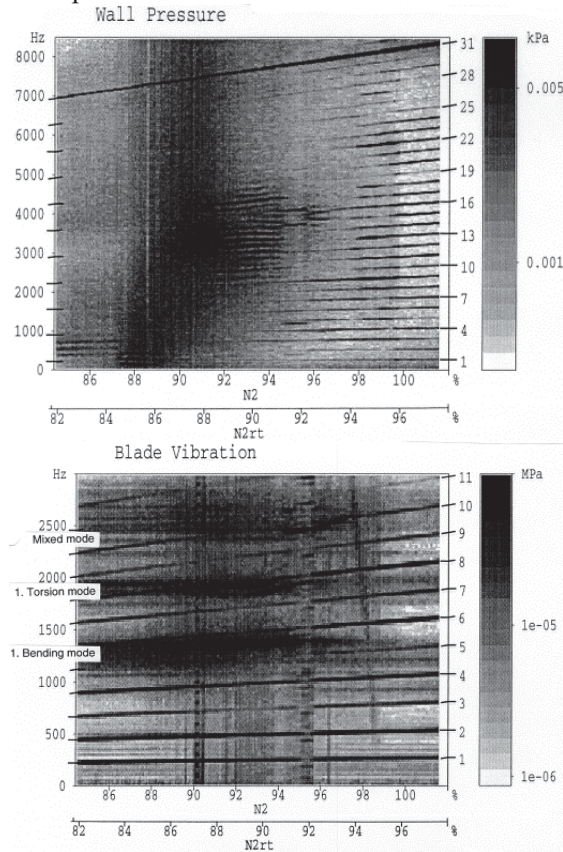 Wall Pressure
Hz
8000
7000
6000
5000
4000
3000
2000
1000
0
31
28
25
22
19
16
13
10
7
4
1
kPa
0.005
0.001
86 88 90 92 94 96 98 100 %
N2
82 84 86 88 90 92 94 96 %
N2rt
Blade Vibration
Hz
2500
Mixed mode
2000
1. Torsion mode
1500
1. Bending mode
1000
500
0
11
10
9
8
7
6
5
4
3
2
1
MPa
1e-05
1e-06
86 88 90 92 94 96 98 100 %
N2
82 84 86 88 90 92 94 96 %
N2rt